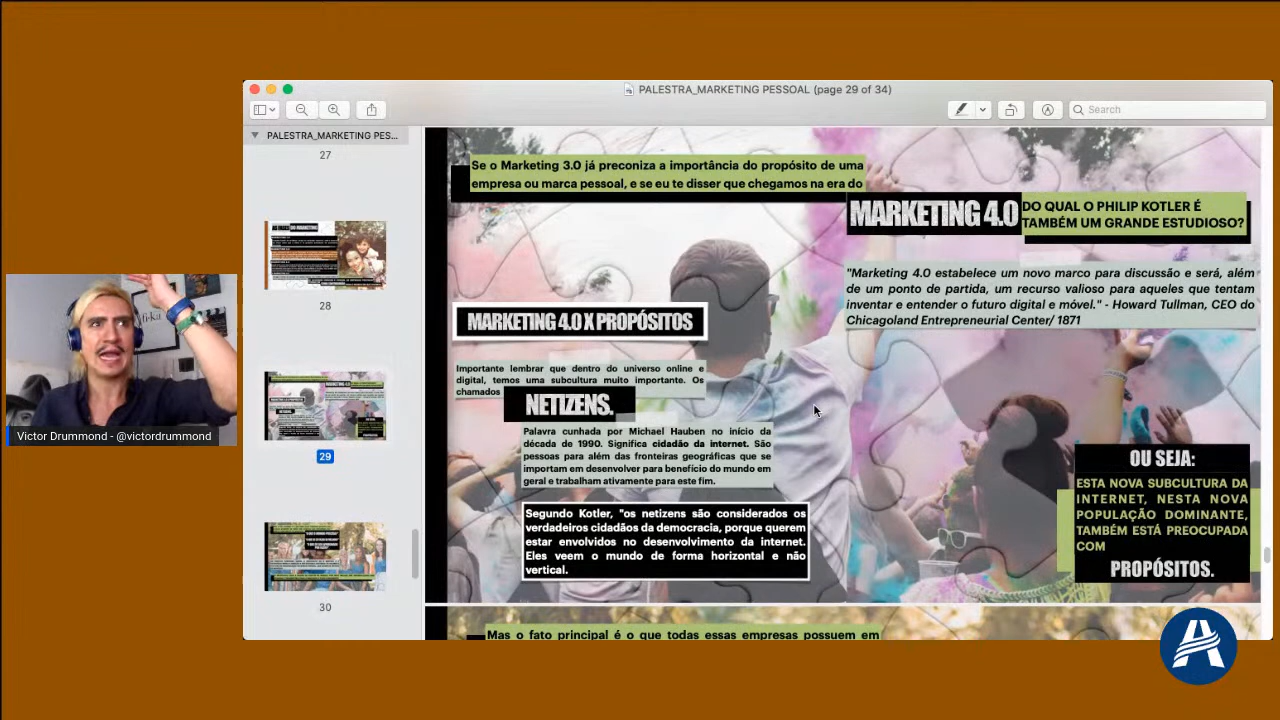 PALESTRA_MARKETING PESSOAL (page 29 of 34)
Search
PALESTRA_MARKETING PES...
27
28
29
30
Se o Marketing 3.0 já preconiza a importância do propósito de uma
empresa ou marca pessoal, e se eu te disser que chegamos na era do
MARKETING 4.0
DO QUAL O PHILIP KOTLER É
TAMBÉM UM GRANDE ESTUDIOSO?
"Marketing 4.0 estabelece um novo marco para discussão e será, além
de um ponto de partida, um recurso valioso para aqueles que tentam
inventar e entender o futuro digital e móvel." - Howard Tullman, CEO do
Chicagoland Entrepreneurial Center/ 1871
MARKETING 4.0 X PROPÓSITOS
Importante lembrar que dentro do universo online e
digital, temos uma subcultura muito importante. Os
chamados
NETIZENS.
Palavra cunhada por Michael Hauben no início da
década de 1990. Significa cidadão da internet. São
pessoas para além das fronteiras geográficas que se
importam em desenvolver para benefício do mundo em
geral e trabalham ativamente para este fim.
Segundo Kotler, "os netizens são considerados os
verdadeiros cidadãos da democracia, porque querem
estar envolvidos no desenvolvimento da internet.
Eles veem o mundo de forma horizontal e não
vertical.
OU SEJA:
ESTA NOVA SUBCULTURA DA
INTERNET, NESTA NOVA
POPULAÇÃO DOMINANTE,
TAMBÉM ESTÁ PREOCUPADA
COM
PROPÓSITOS.
Mas o fato principal é o que todas essas empresas possuem em
Victor Drummond - @victordrummond